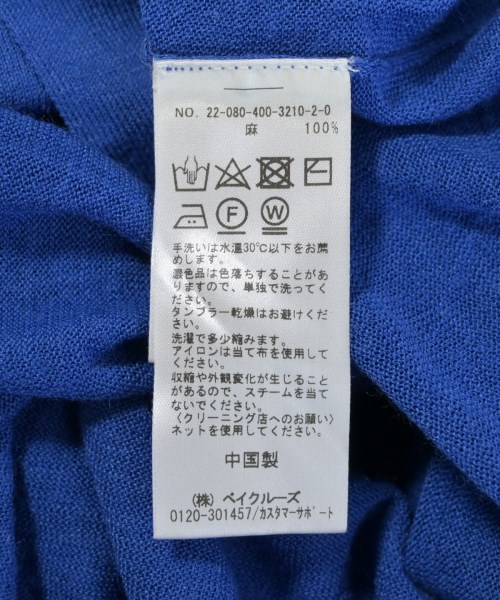 NO. 22-080-400-3210-2-0
麻 100%
F W
手洗いは水温30℃以下をお薦
めします。
濃色品は色落ちすることがあ
りますので、単独で洗ってく
ださい。
タンブラー乾燥はお避けくだ
さい。
洗濯で多少縮みます。
アイロンは当て布を使用して
ください。
収縮や外観変化が生じること
があるので、スチームを当て
ないでください。
〈クリーニング店へのお願い〉
ネットを使用してください。
中国製
(株) ベイクルーズ
0120-301457/カスタマーサポート